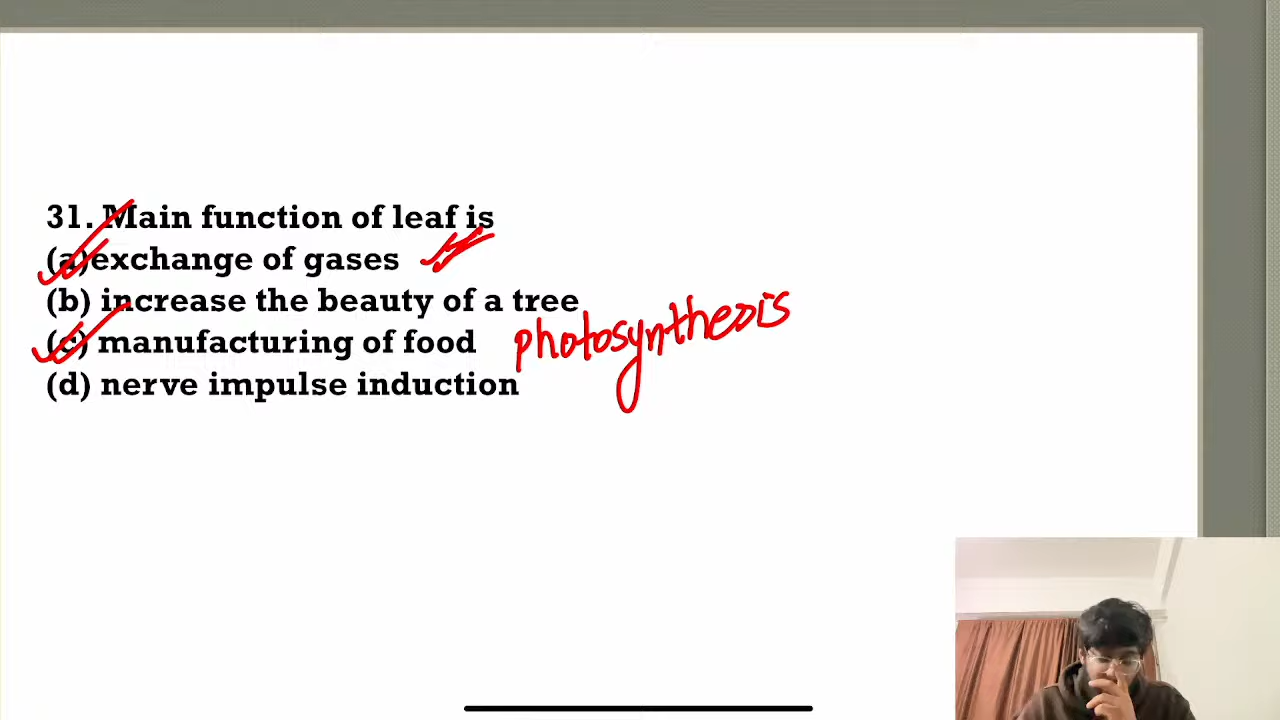 31. Main function of leaf is
(a)exchange of gases
(b) increase the beauty of a tree
(c) manufacturing of food photosynthesis
(d) nerve impulse induction